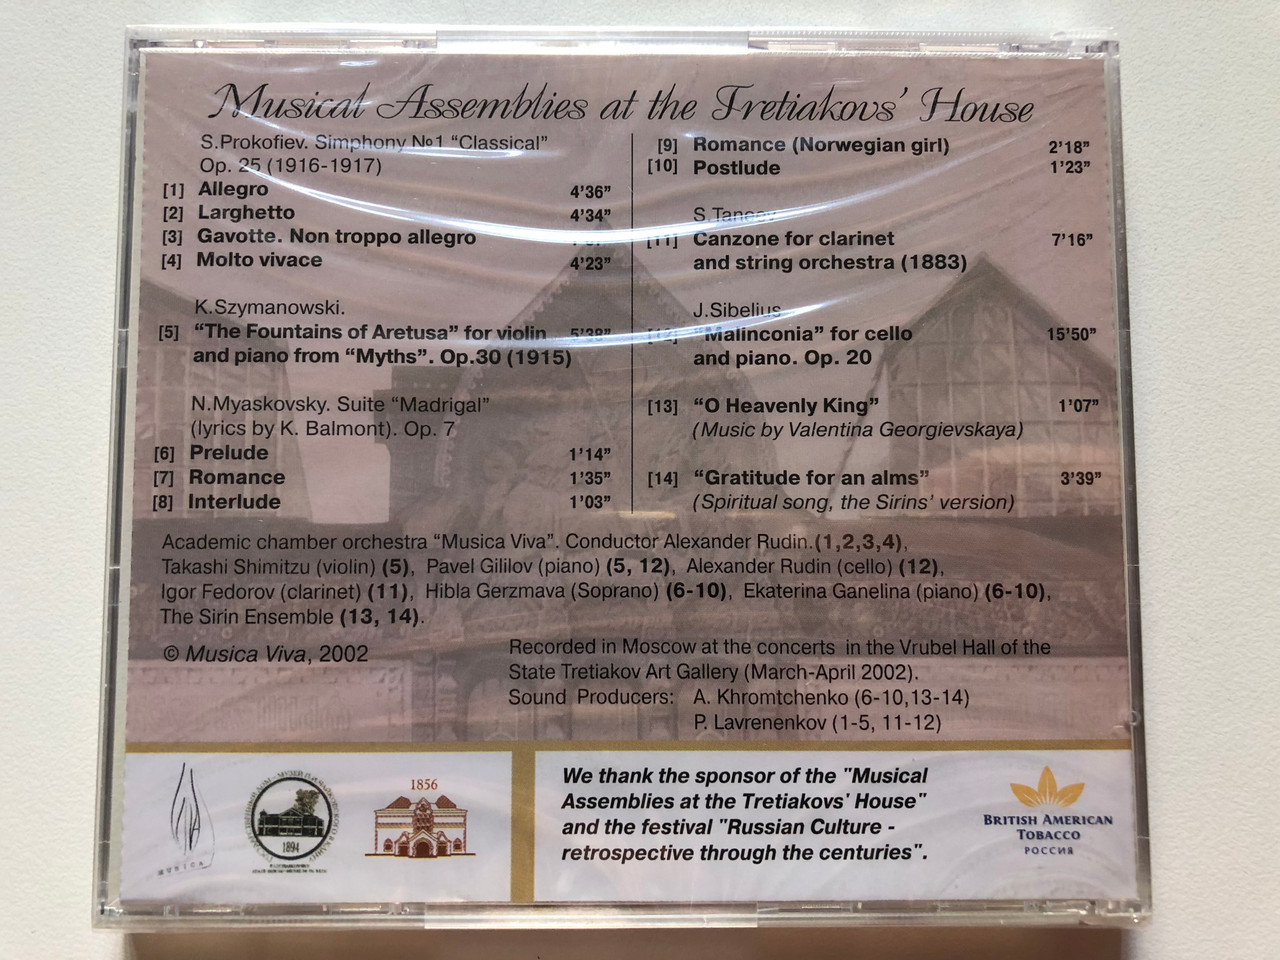 Musical Assemblies at the Tretiakovs' House
S.Prokofiev. Simphony №1 “Classical”
Op. 25 (1916-1917)
[1] Allegro 4’36”
[2] Larghetto 4’34”
[3] Gavotte. Non troppo allegro
[4] Molto vivace 4’23”
K.Szymanowski.
[5] “The Fountains of Aretusa” for violin 5’38”
and piano from “Myths”. Op.30 (1915)
N.Myaskovsky. Suite “Madrigal”
(lyrics by K. Balmont). Op. 7
[6] Prelude 1’14”
[7] Romance 1’35”
[8] Interlude 1’03”
[9] Romance (Norwegian girl) 2’18”
[10] Postlude 1’23”
S.Taneev
[11] Canzone for clarinet 7’16”
and string orchestra (1883)
J.Sibelius
[12] “Malinconia” for cello 15’50”
and piano. Op. 20
[13] “O Heavenly King” 1’07”
(Music by Valentina Georgievskaya)
[14] “Gratitude for an alms” 3’39”
(Spiritual song, the Sirins’ version)
Academic chamber orchestra “Musica Viva”. Conductor Alexander Rudin.(1,2,3,4),
Takashi Shimitzu (violin) (5), Pavel Gililov (piano) (5, 12), Alexander Rudin (cello) (12),
Igor Fedorov (clarinet) (11), Hibla Gerzmava (Soprano) (6-10), Ekaterina Ganelina (piano) (6-10),
The Sirin Ensemble (13, 14).
© Musica Viva, 2002
Recorded in Moscow at the concerts in the Vrubel Hall of the
State Tretiakov Art Gallery (March-April 2002).
Sound Producers: A. Khromtchenko (6-10,13-14)
P. Lavrenenkov (1-5, 11-12)
MUSICA
1894
1856
We thank the sponsor of the "Musical
Assemblies at the Tretiakovs’ House"
and the festival "Russian Culture -
retrospective through the centuries".
BRITISH AMERICAN
TOBACCO
РОССИЯ